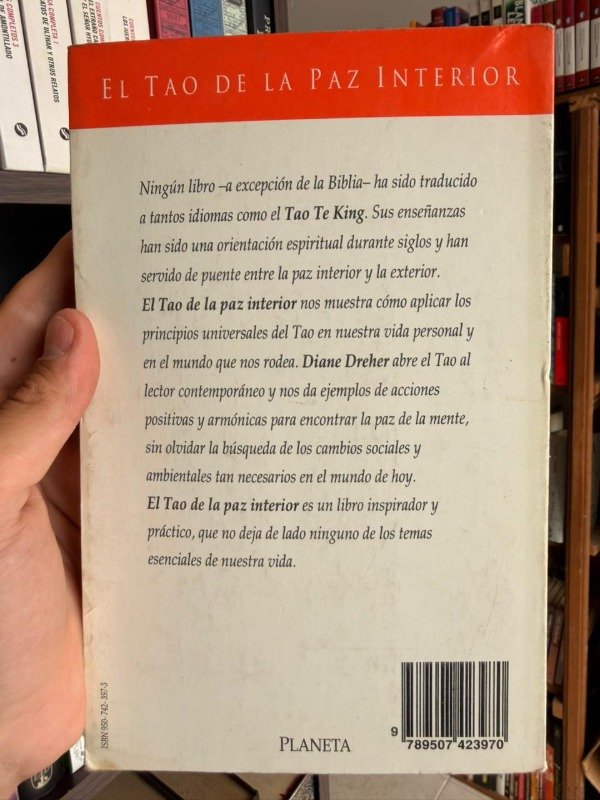 EL TAO DE LA PAZ INTERIOR
Ningún libro –a excepción de la Biblia– ha sido traducido
a tantos idiomas como el Tao Te King. Sus enseñanzas
han sido una orientación espiritual durante siglos y han
servido de puente entre la paz interior y la exterior.
El Tao de la paz interior nos muestra cómo aplicar los
principios universales del Tao en nuestra vida personal y
en el mundo que nos rodea. Diane Dreher abre el Tao al
lector contemporáneo y nos da ejemplos de acciones
positivas y armónicas para encontrar la paz de la mente,
sin olvidar la búsqueda de los cambios sociales y
ambientales tan necesarios en el mundo de hoy.
El Tao de la paz interior es un libro inspirador y
práctico, que no deja de lado ninguno de los temas
esenciales de nuestra vida.
ISBN 950-742-397-3
PLANETA
9 789507 423970